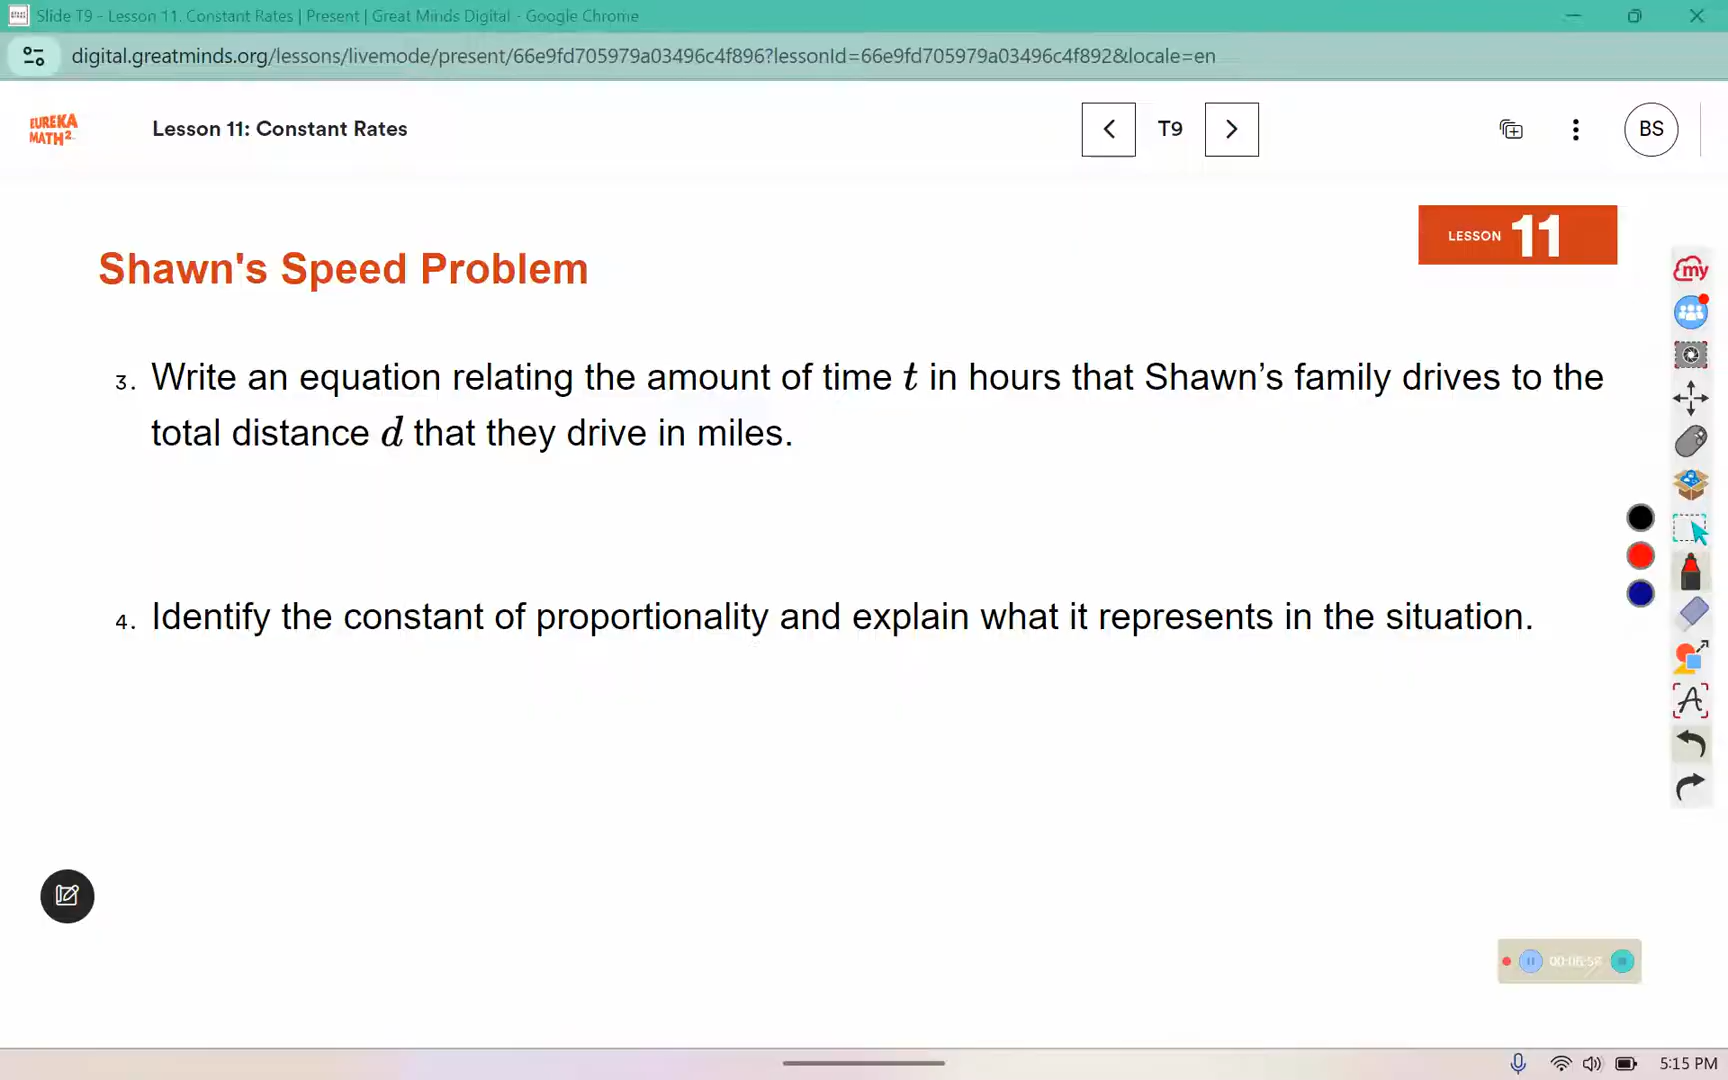 Slide T9 - Lesson 11. Constant Rates | Present | Great Minds Digital - Google Chrome
digital.greatminds.org/lessons/livemode/present/66e9fd705979a03496c4f896?lessonId=66e9fd705979a03496c4f892&locale=en
EUREKA
MATH²
Lesson 11: Constant Rates
T9
BS
LESSON 11
my
Shawn's Speed Problem
3. Write an equation relating the amount of time t in hours that Shawn’s family drives to the
total distance d that they drive in miles.
4. Identify the constant of proportionality and explain what it represents in the situation.
A
5:15 PM